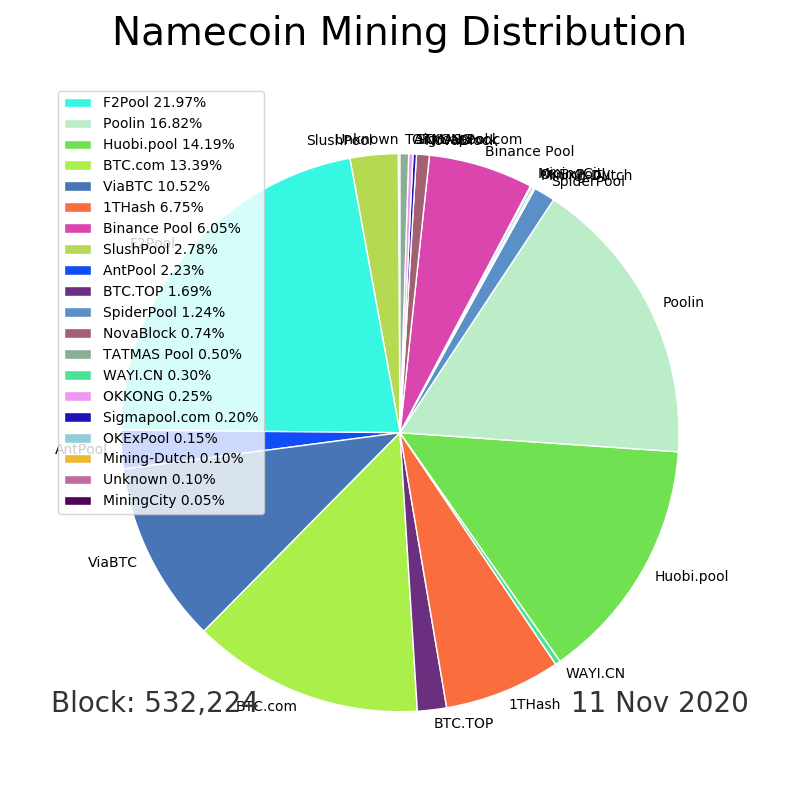 Namecoin Mining Distribution
F2Pool 21.97%
Poolin 16.82%
Huobi.pool 14.19%
BTC.com 13.39%
ViaBTC 10.52%
1THash 6.75%
Binance Pool 6.05%
SlushPool 2.78%
AntPool 2.23%
BTC.TOP 1.69%
SpiderPool 1.24%
NovaBlock 0.74%
TATMAS Pool 0.50%
WAYI.CN 0.30%
OKKONG 0.25%
Sigmapool.com 0.20%
OKExPool 0.15%
Mining-Dutch 0.10%
Unknown 0.10%
MiningCity 0.05%
SlushPool
Unknown
Binance Pool
SpiderPool
F2Pool
Poolin
AntPool
ViaBTC
Huobi.pool
WAYI.CN
BTC.com
1THash
BTC.TOP
Block: 532,224
11 Nov 2020